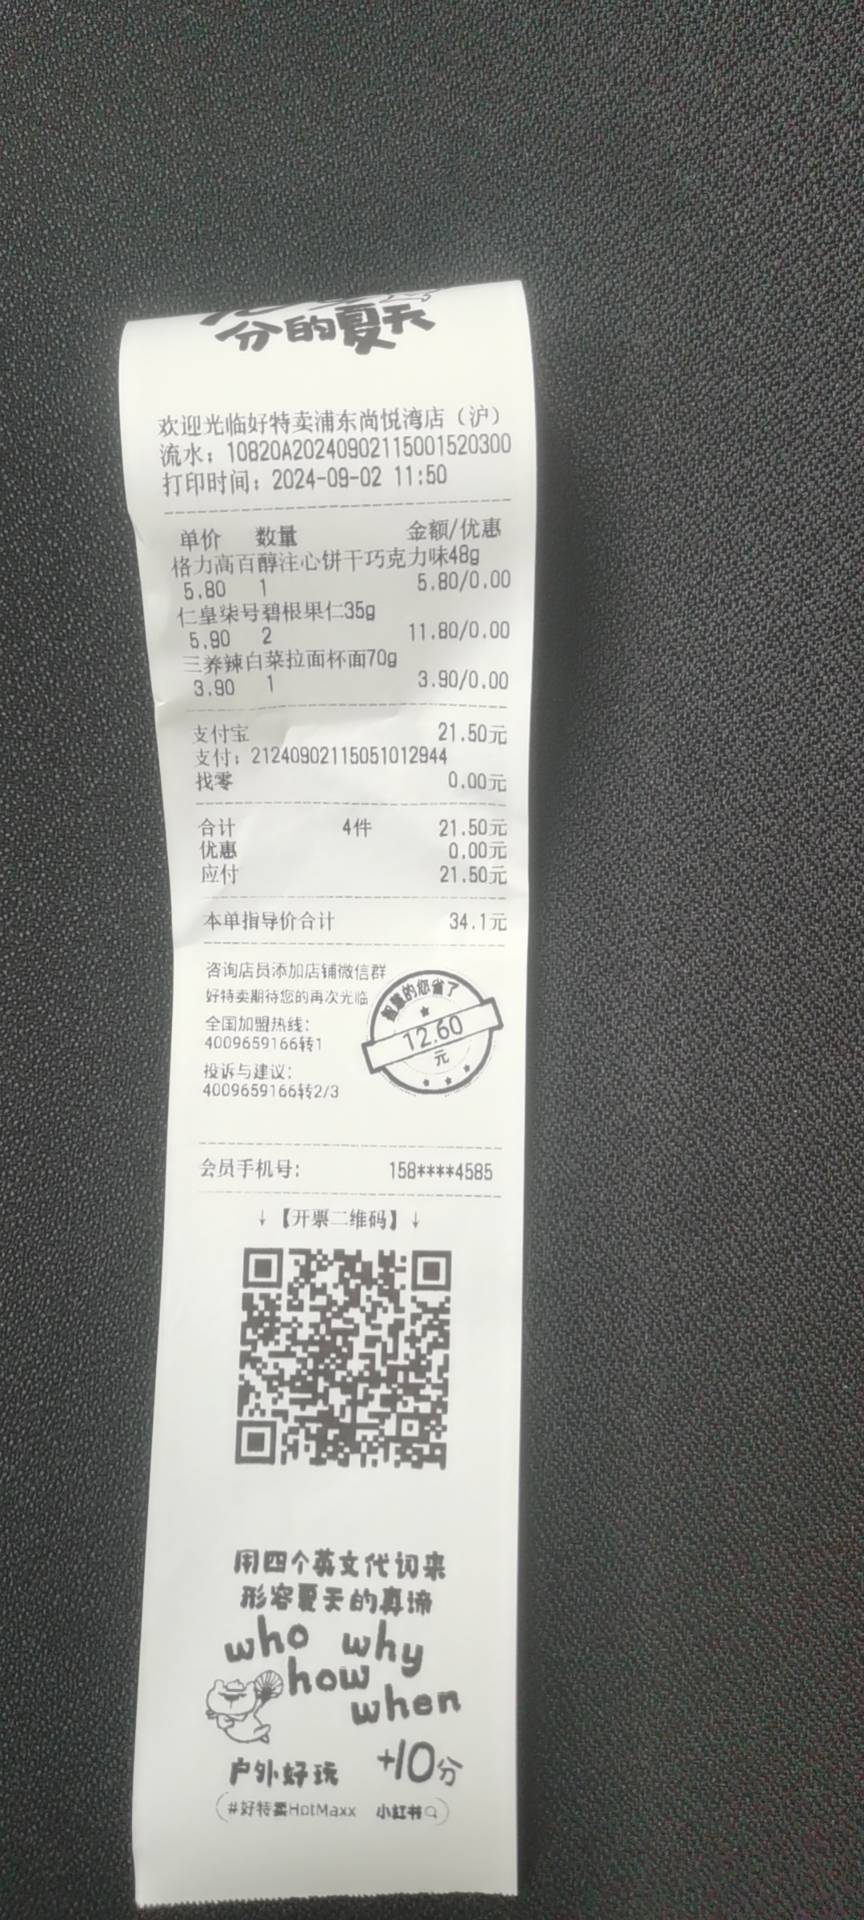 分的夏天
欢迎光临好特卖浦东尚悦湾店（沪）
流水：10820A20240902115001520300
打印时间：2024-09-02 11:50
单价 数量 金额/优惠
格力高百醇注心饼干巧克力味48g
5.80 1 5.80/0.00
仁皇柒号碧根果仁35g
5.90 2 11.80/0.00
三养辣白菜拉面杯面70g
3.90 1 3.90/0.00
支付宝 21.50元
支付：212409021150510​12944
找零 0.00元
合计 4件 21.50元
优惠 0.00元
应付 21.50元
本单指导价合计 34.1元
咨询店员添加店铺微信群
好特卖期待您的再次光临
全国加盟热线：
4009659166转1
投诉与建议：
4009659166转2/3
智慧的您省了
12.60
元
会员手机号： 158****4585
↓【开票二维码】↓
用四个英文代词来
形容夏天的真谛
who why
how
when
户外好玩 +10分
#好特卖HotMaxx 小红书